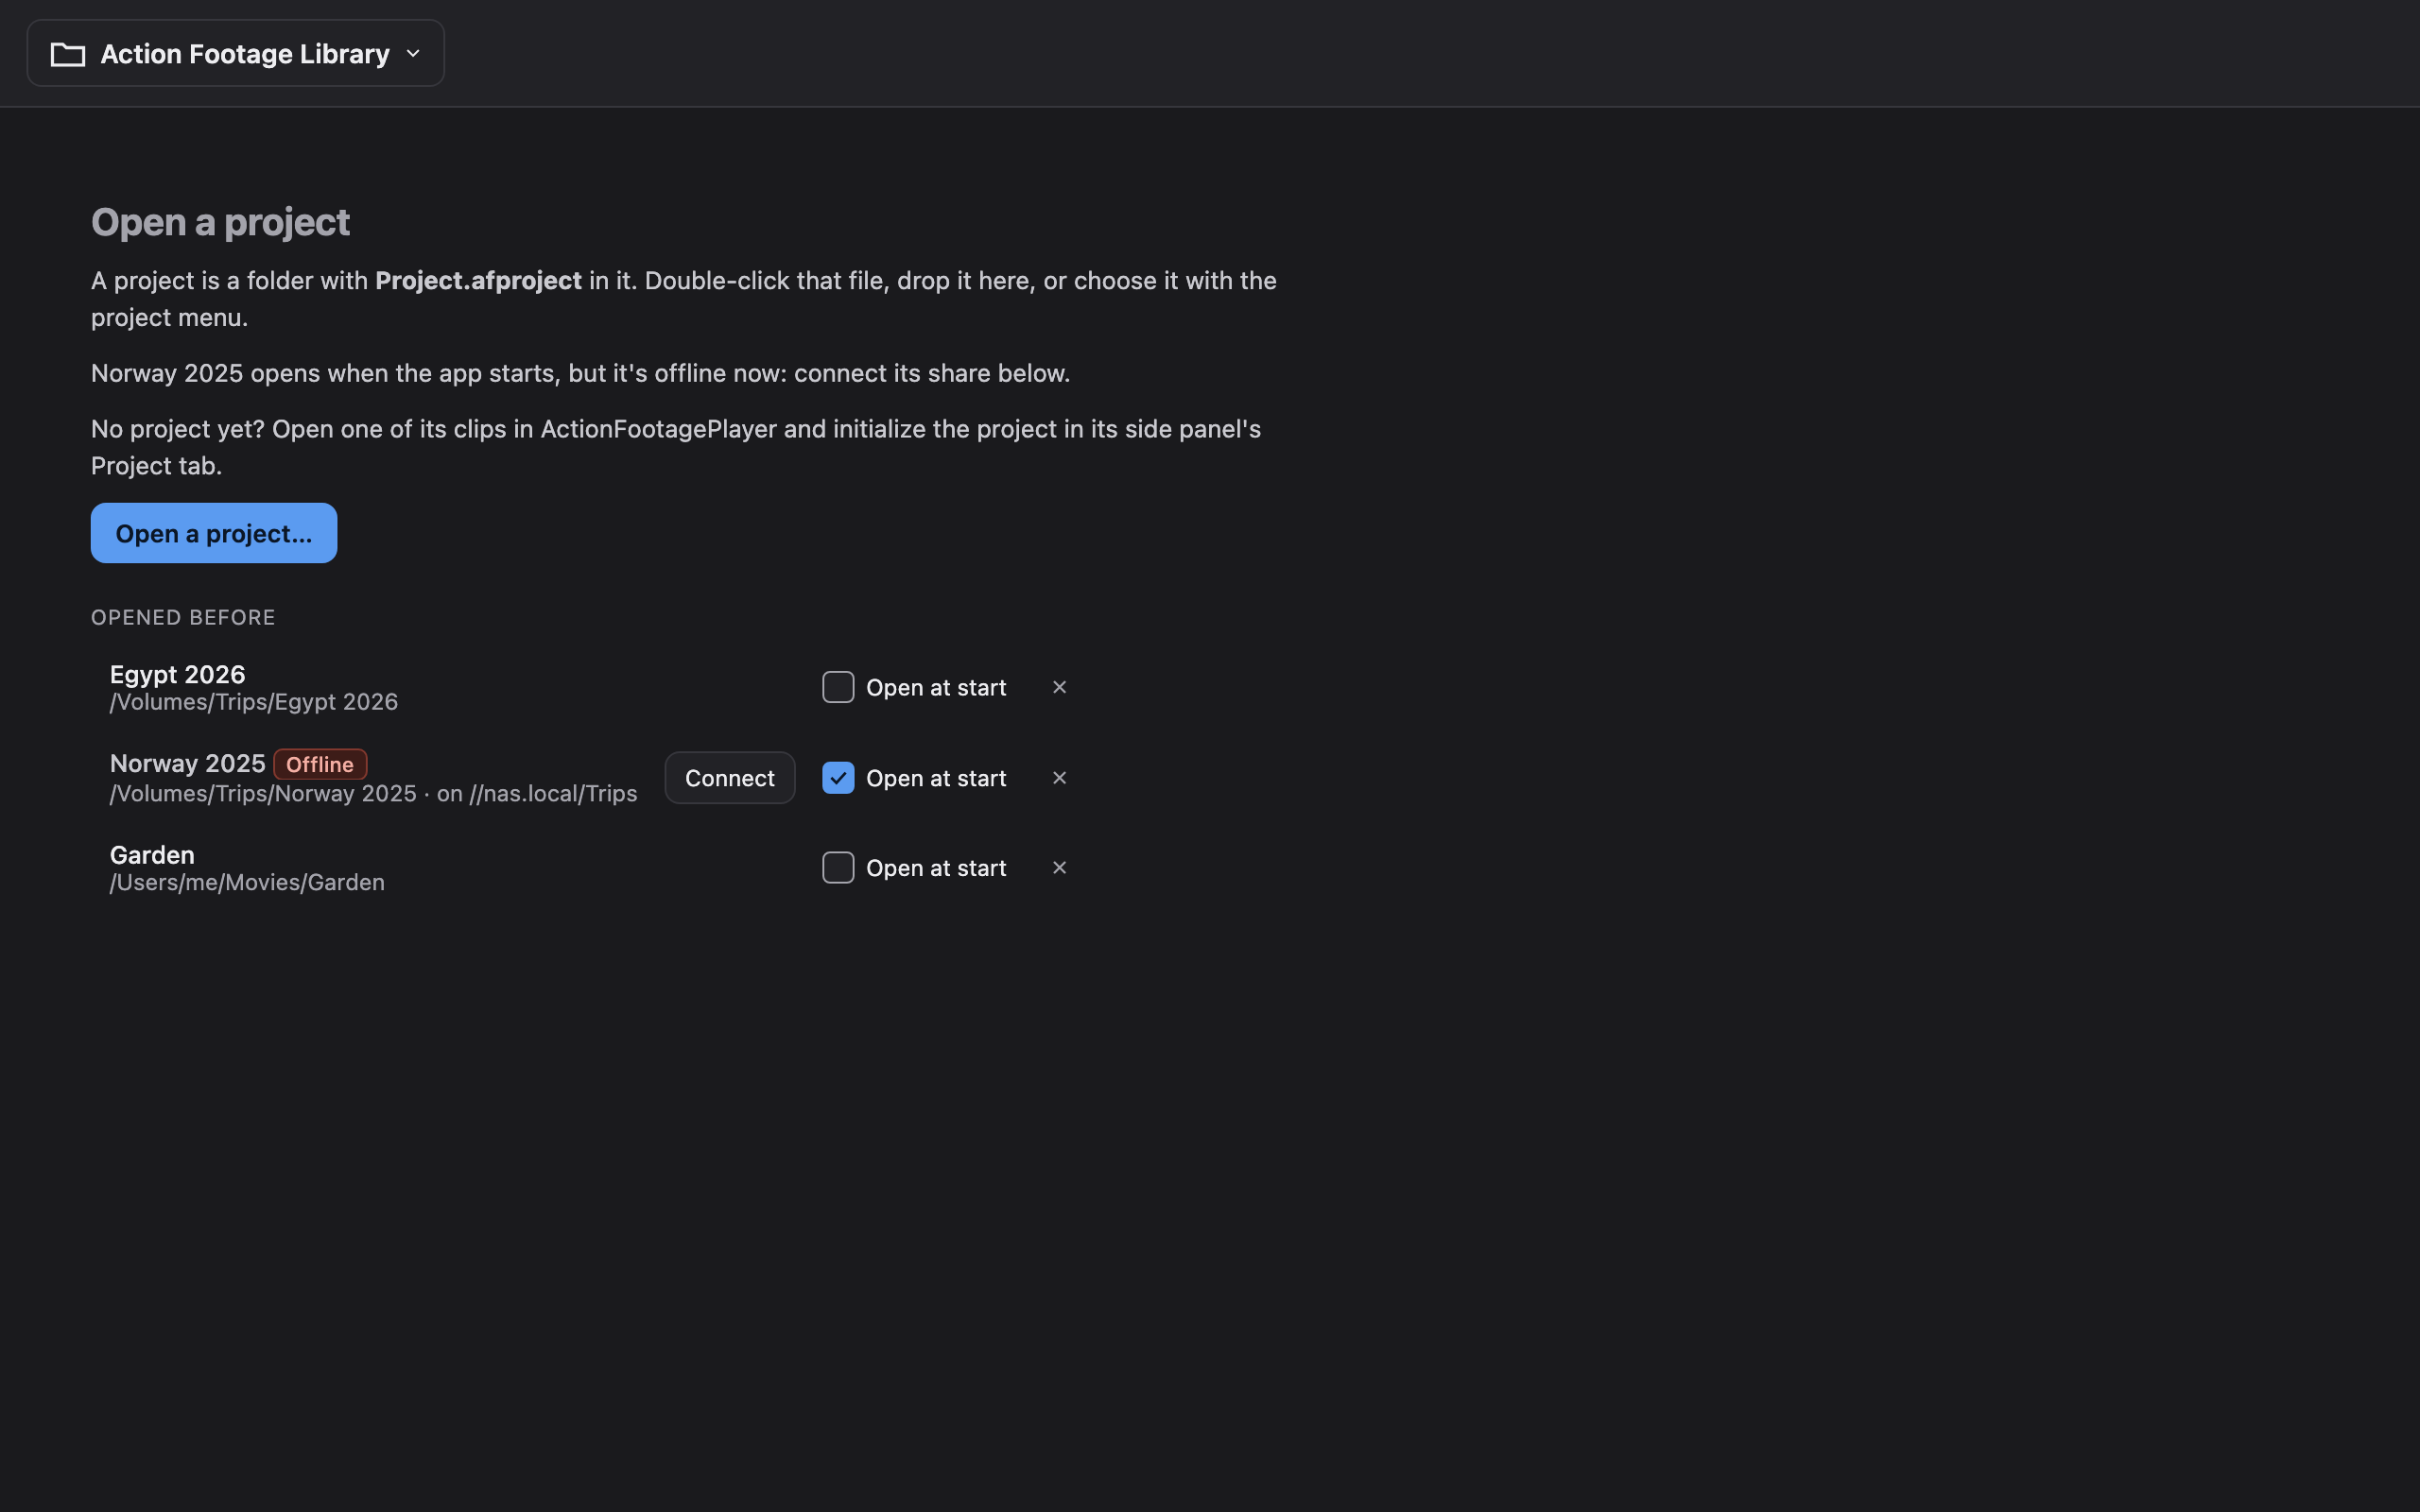 Action Footage Library
Open a project
A project is a folder with Project.afproject in it. Double-click that file, drop it here, or choose it with the
project menu.
Norway 2025 opens when the app starts, but it's offline now: connect its share below.
No project yet? Open one of its clips in ActionFootagePlayer and initialize the project in its side panel's
Project tab.
Open a project...
OPENED BEFORE
Egypt 2026
/Volumes/Trips/Egypt 2026
Open at start
Norway 2025 Offline
/Volumes/Trips/Norway 2025 · on //nas.local/Trips
Connect
Open at start
Garden
/Users/me/Movies/Garden
Open at start